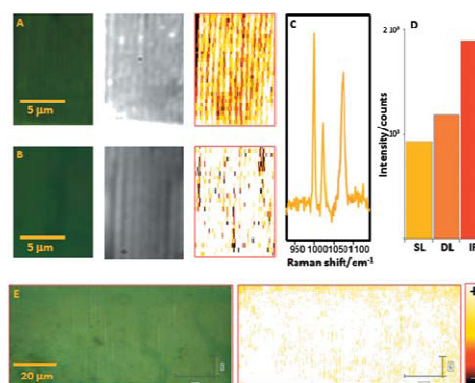 A
5 μm
B
5 μm
C
950 1000 1050 1100
Raman shift/cm⁻¹
D
Intensity/counts
SL DL
E
20 μm